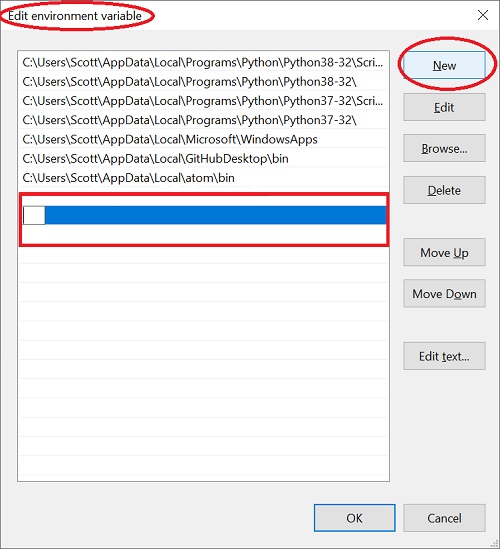 Edit environment variable
C:\Users\Scott\AppData\Local\Programs\Python\Python38-32\Scri...
C:\Users\Scott\AppData\Local\Programs\Python\Python38-32\
C:\Users\Scott\AppData\Local\Programs\Python\Python37-32\Scri...
C:\Users\Scott\AppData\Local\Programs\Python\Python37-32\
C:\Users\Scott\AppData\Local\Microsoft\WindowsApps
C:\Users\Scott\AppData\Local\GitHubDesktop\bin
C:\Users\Scott\AppData\Local\atom\bin
New
Edit
Browse...
Delete
Move Up
Move Down
Edit text...
OK
Cancel